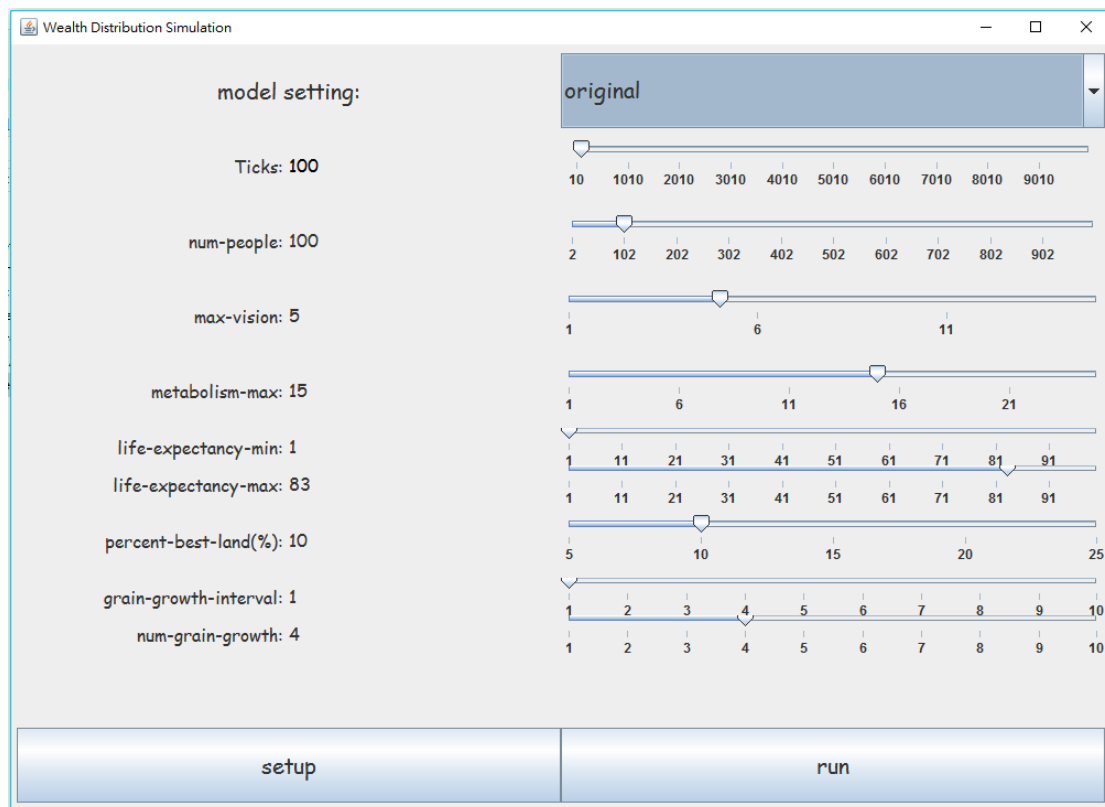 Wealth Distribution Simulation
model setting:
original
Ticks: 100
10 1010 2010 3010 4010 5010 6010 7010 8010 9010
num-people: 100
2 102 202 302 402 502 602 702 802 902
max-vision: 5
1 6 11
metabolism-max: 15
1 6 11 16 21
life-expectancy-min: 1
1 11 21 31 41 51 61 71 81 91
life-expectancy-max: 83
1 11 21 31 41 51 61 71 81 91
percent-best-land(%): 10
5 10 15 20 25
grain-growth-interval: 1
1 2 3 4 5 6 7 8 9 10
num-grain-growth: 4
1 2 3 4 5 6 7 8 9 10
setup
run